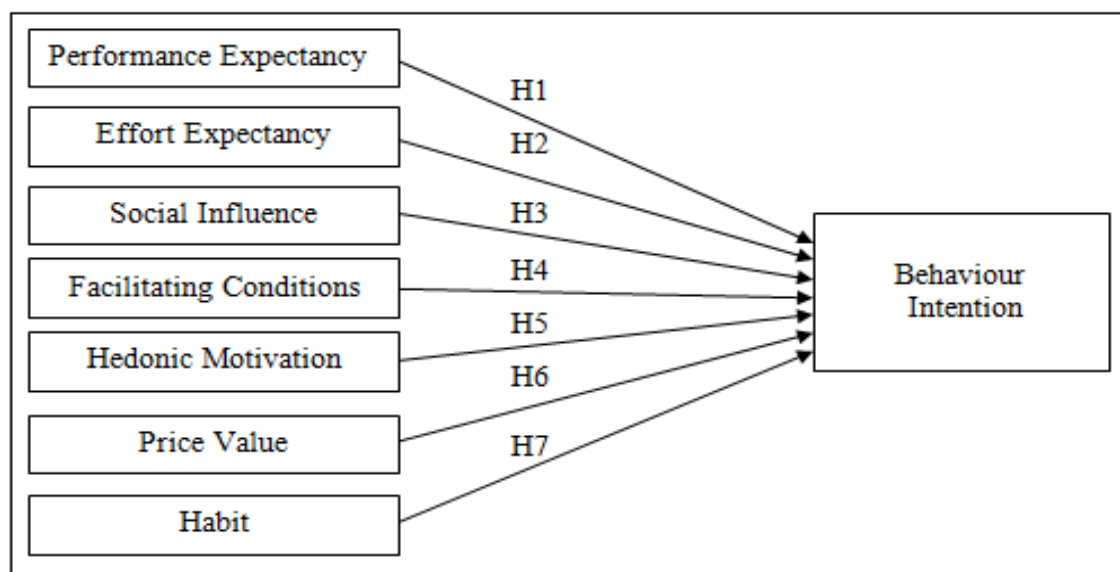 Performance Expectancy
H1
Effort Expectancy
H2
Social Influence
H3
Facilitating Conditions
H4
Hedonic Motivation
H5
Price Value
H6
Habit
H7
Behaviour
Intention